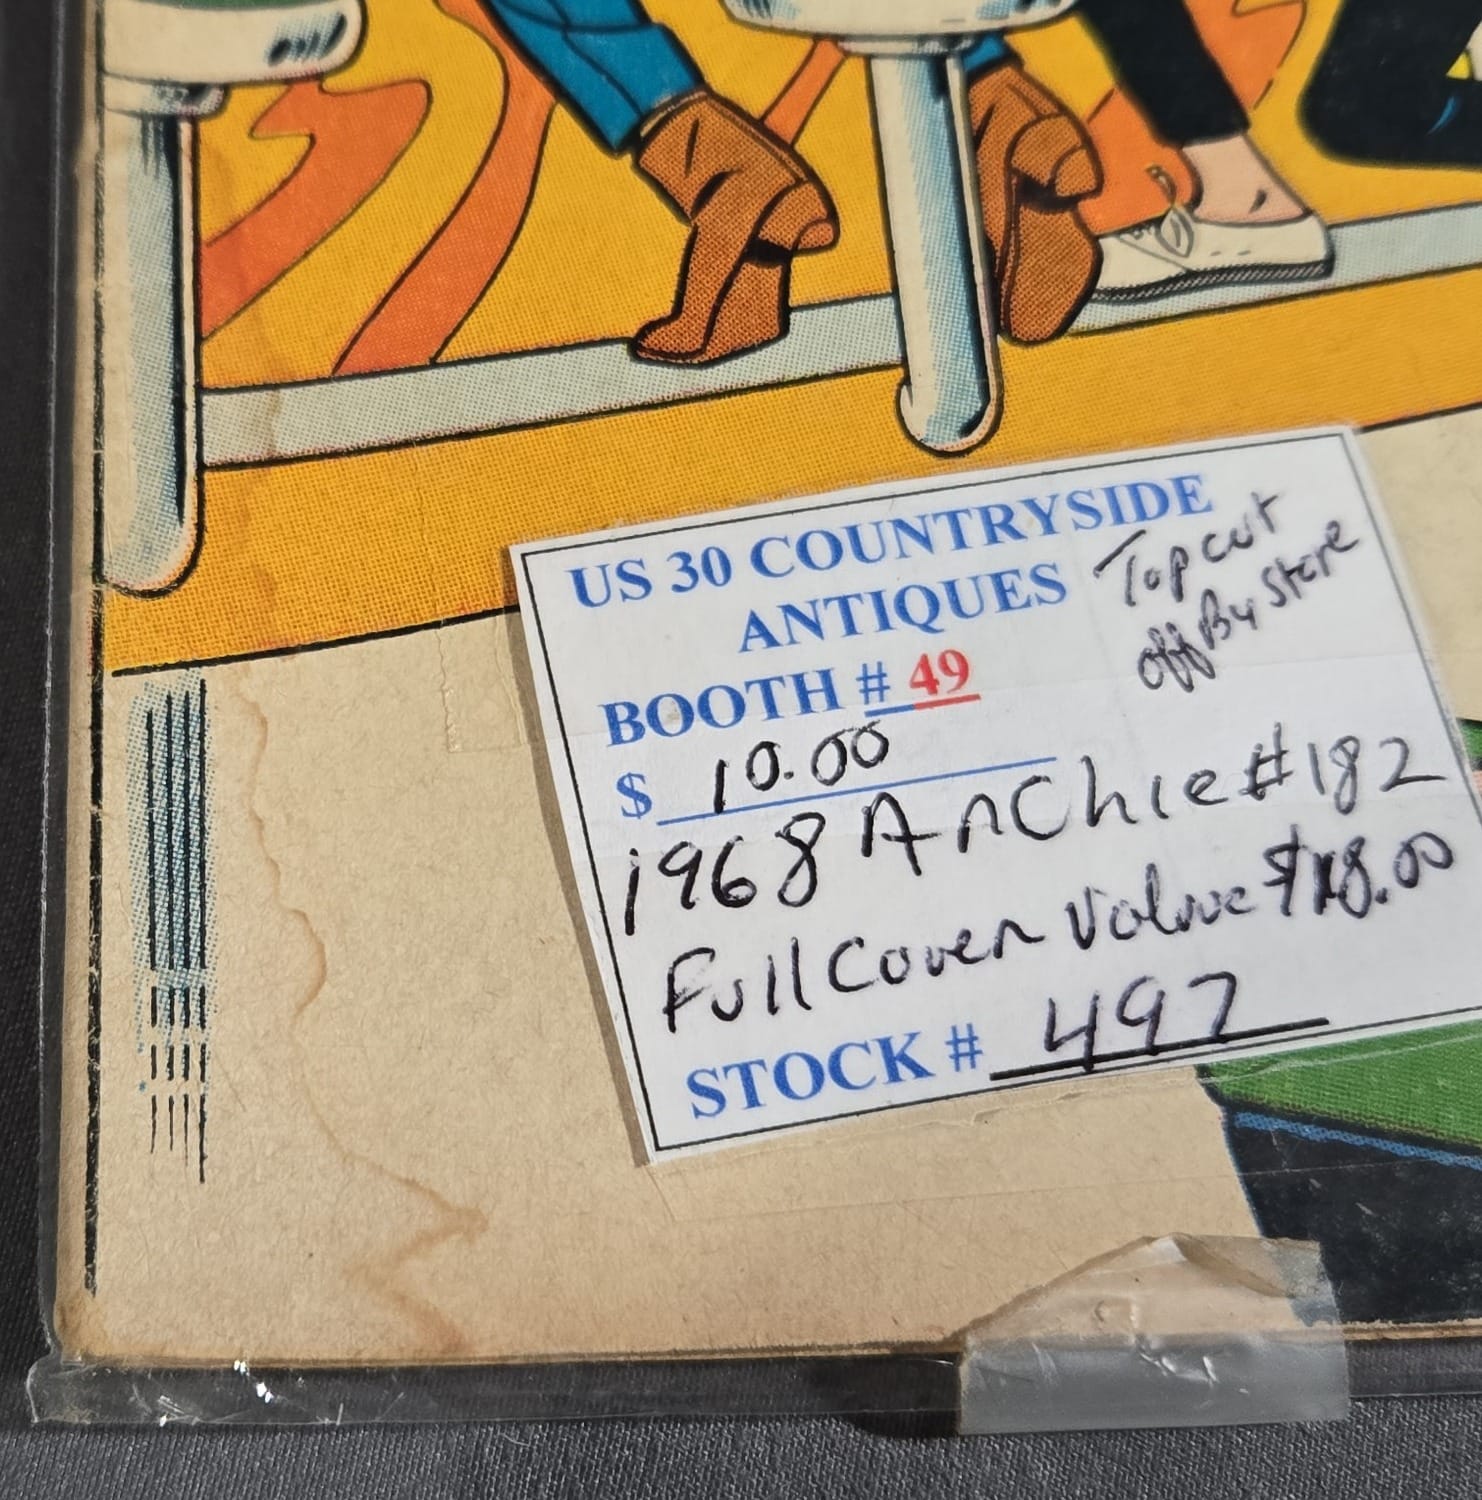 US 30 COUNTRYSIDE
ANTIQUES
Top cut
off By Store
BOOTH # 49
$ 10.00
1968 ArChie #182
Full Cover Value $118.00
STOCK # 497